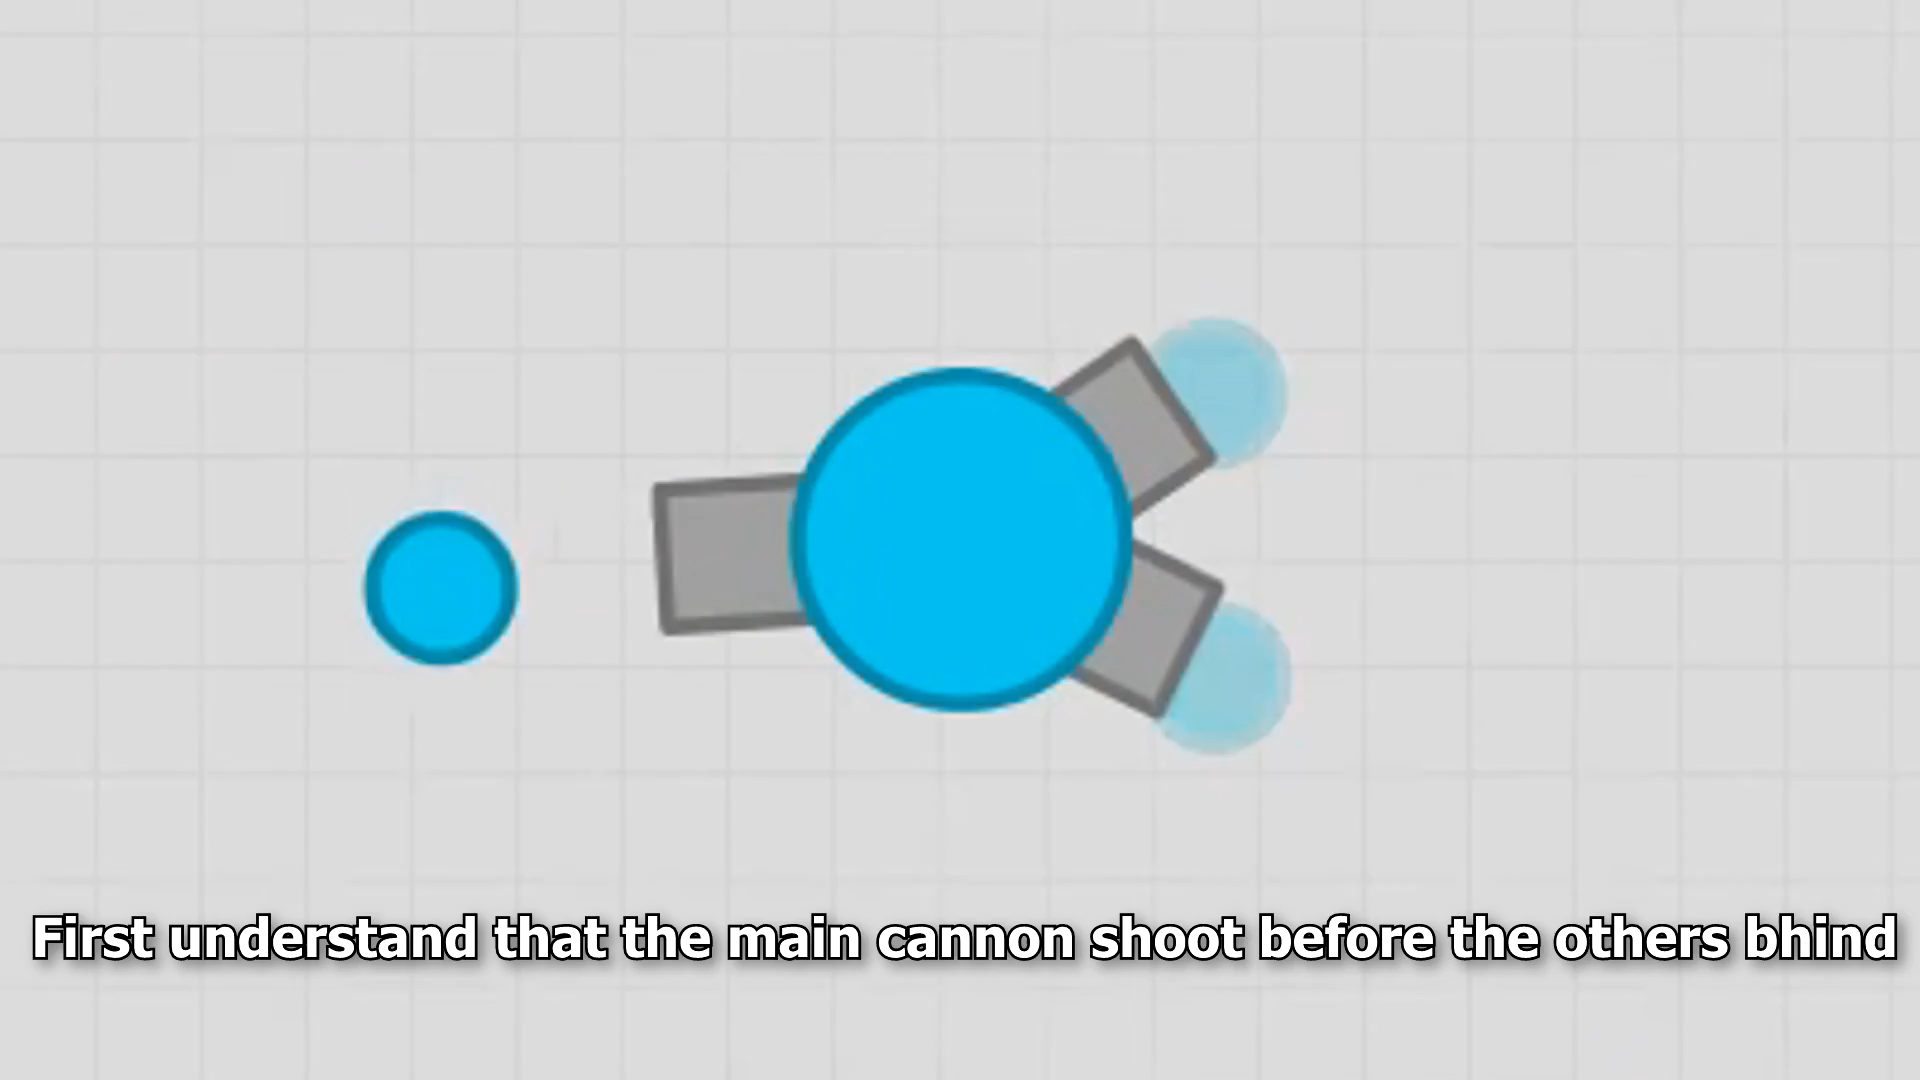 First understand that the main cannon shoot before the others bhind